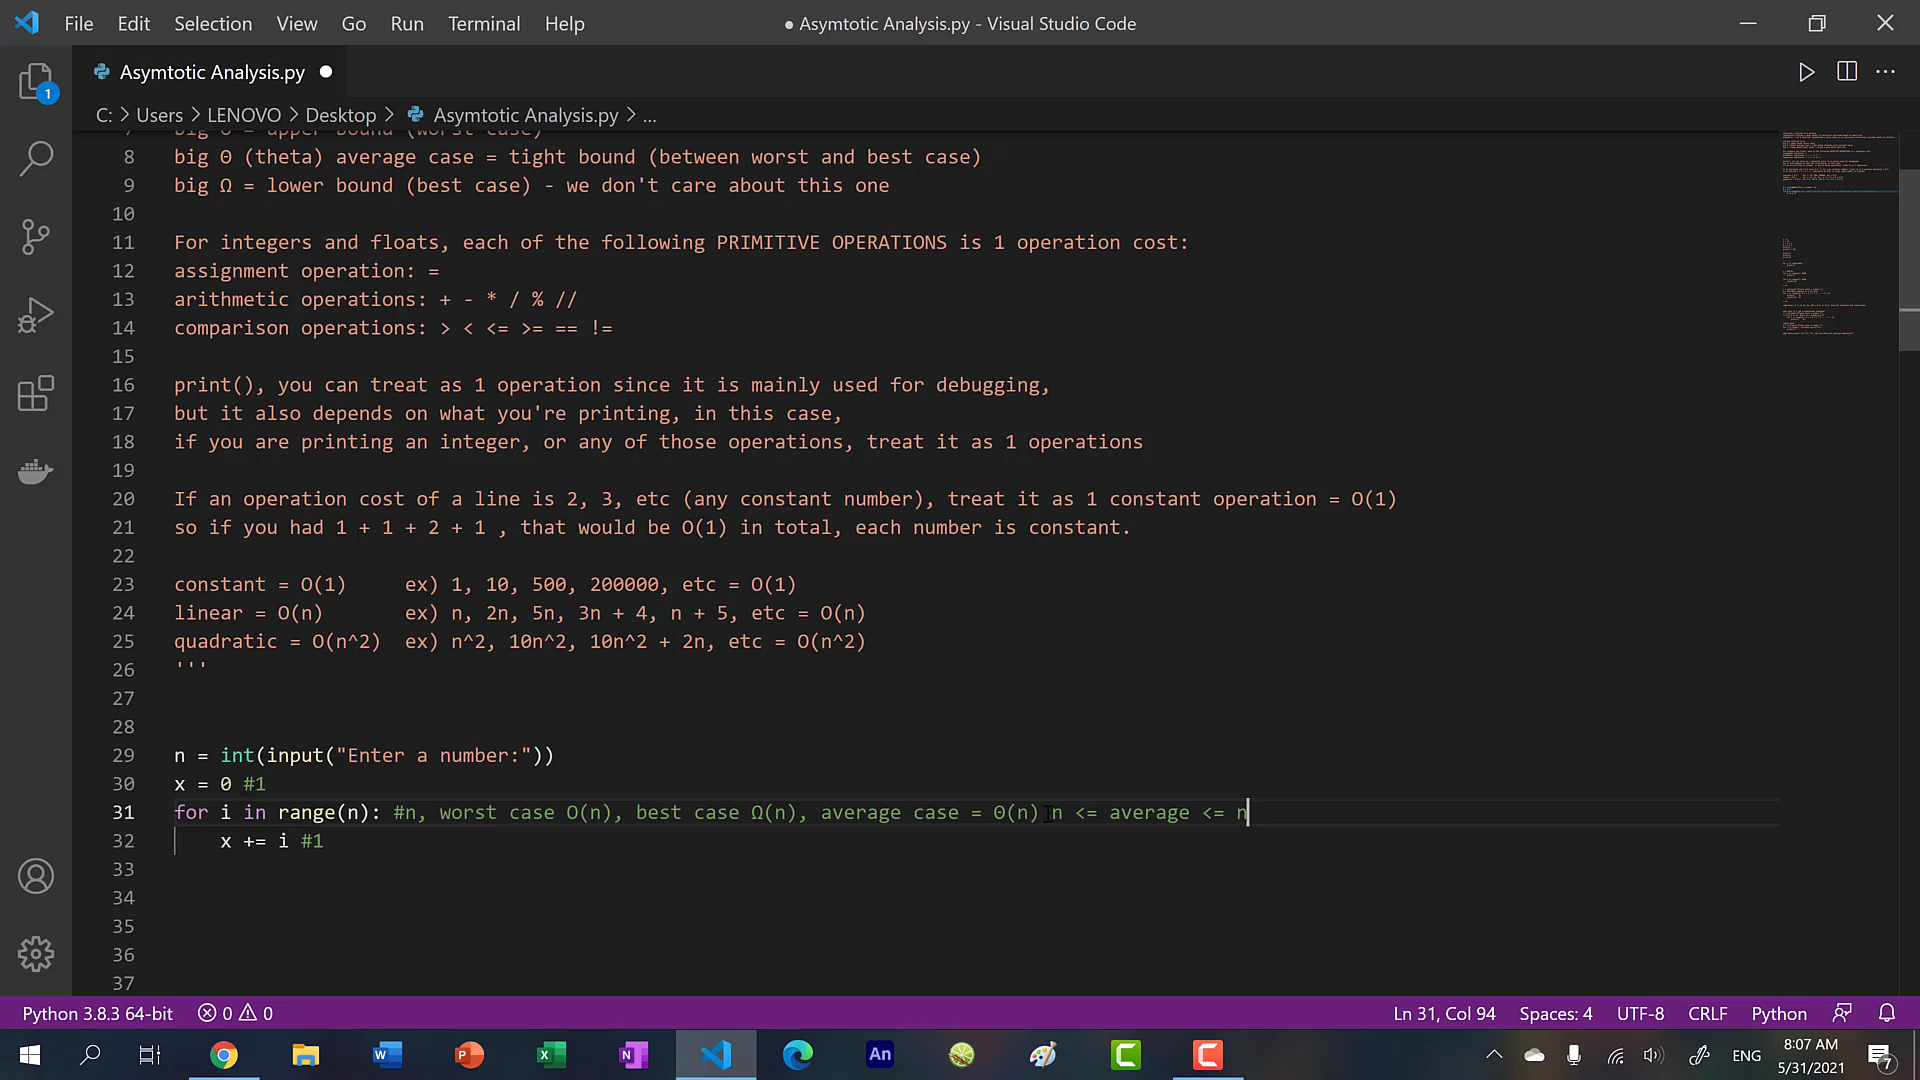 File Edit Selection View Go Run Terminal Help
● Asymtotic Analysis.py - Visual Studio Code
1
Asymtotic Analysis.py ●
C: > Users > LENOVO > Desktop > Asymtotic Analysis.py > ...
7 big O = upper bound (worst case)
8 big Θ (theta) average case = tight bound (between worst and best case)
9 big Ω = lower bound (best case) - we don't care about this one
10
11 For integers and floats, each of the following PRIMITIVE OPERATIONS is 1 operation cost:
12 assignment operation: =
13 arithmetic operations: + - * / % //
14 comparison operations: > < <= >= == !=
15
16 print(), you can treat as 1 operation since it is mainly used for debugging,
17 but it also depends on what you're printing, in this case,
18 if you are printing an integer, or any of those operations, treat it as 1 operations
19
20 If an operation cost of a line is 2, 3, etc (any constant number), treat it as 1 constant operation = O(1)
21 so if you had 1 + 1 + 2 + 1 , that would be O(1) in total, each number is constant.
22
23 constant = O(1)     ex) 1, 10, 500, 200000, etc = O(1)
24 linear = O(n)       ex) n, 2n, 5n, 3n + 4, n + 5, etc = O(n)
25 quadratic = O(n^2)  ex) n^2, 10n^2, 10n^2 + 2n, etc = O(n^2)
26 '''
27
28
29 n = int(input("Enter a number:"))
30 x = 0 #1
31 for i in range(n): #n, worst case O(n), best case Ω(n), average case = Θ(n) n <= average <= n
32     x += i #1
33
34
35
36
37
Python 3.8.3 64-bit 0 0 Ln 31, Col 94 Spaces: 4 UTF-8 CRLF Python
ENG 8:07 AM
5/31/2021 7